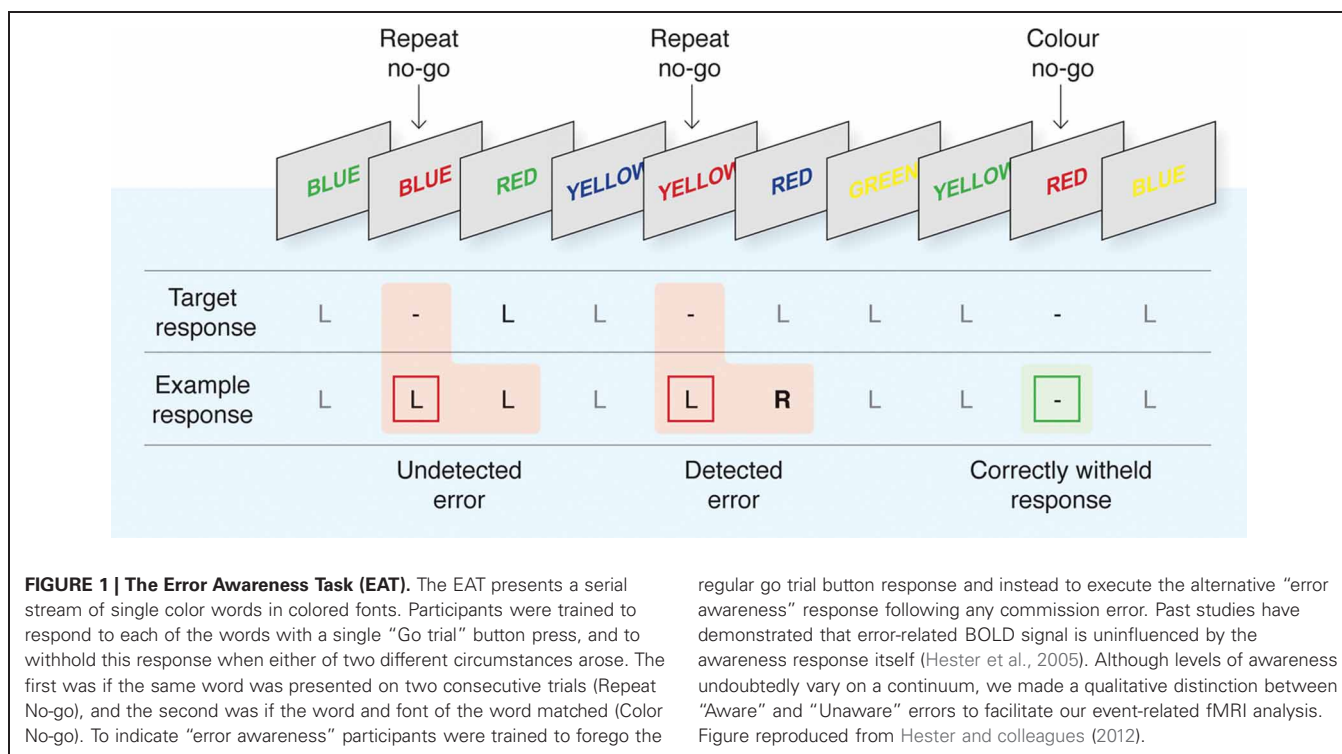 Repeat
no-go
Repeat
no-go
Colour
no-go
BLUE
BLUE
RED
YELLOW
YELLOW
RED
GREEN
YELLOW
RED
BLUE
Target
response
L - L L - L L L - L
Example
response
L L L L L R L L - L
Undetected
error
Detected
error
Correctly witheld
response
FIGURE 1 | The Error Awareness Task (EAT). The EAT presents a serial
stream of single color words in colored fonts. Participants were trained to
respond to each of the words with a single “Go trial” button press, and to
withhold this response when either of two different circumstances arose. The
first was if the same word was presented on two consecutive trials (Repeat
No-go), and the second was if the word and font of the word matched (Color
No-go). To indicate “error awareness” participants were trained to forego the
regular go trial button response and instead to execute the alternative “error
awareness” response following any commission error. Past studies have
demonstrated that error-related BOLD signal is uninfluenced by the
awareness response itself (Hester et al., 2005). Although levels of awareness
undoubtedly vary on a continuum, we made a qualitative distinction between
“Aware” and “Unaware” errors to facilitate our event-related fMRI analysis.
Figure reproduced from Hester and colleagues (2012).